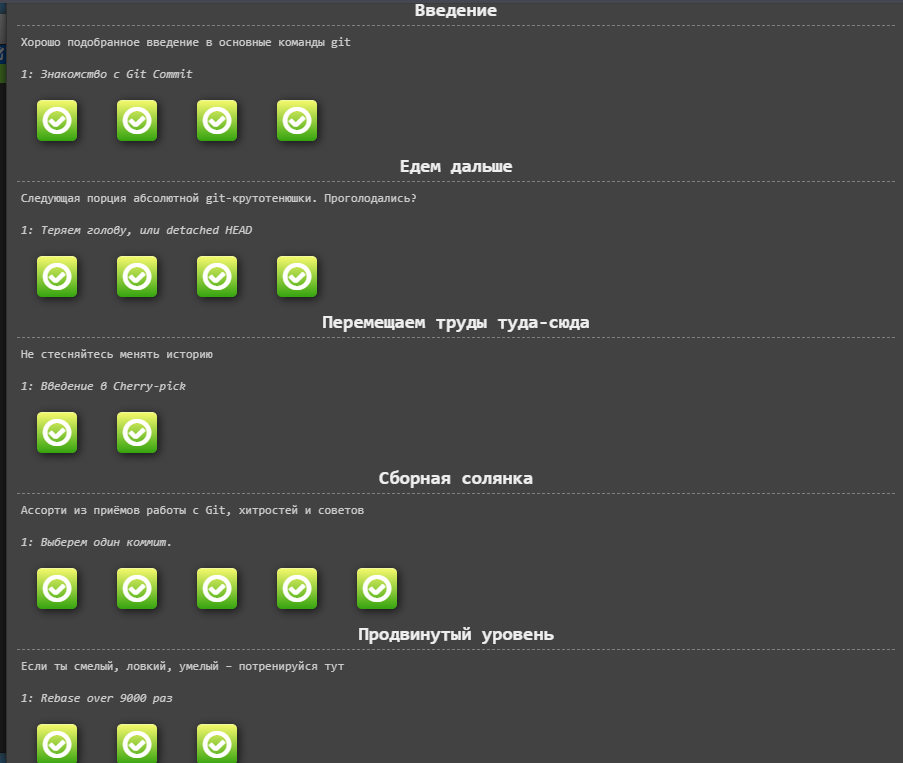 Введение
Хорошо подобранное введение в основные команды git
1: Знакомство с Git Commit
Едем дальше
Следующая порция абсолютной git-крутотенюшки. Проголодались?
1: Теряем голову, или detached HEAD
Перемещаем труды туда-сюда
Не стесняйтесь менять историю
1: Введение в Cherry-pick
Сборная солянка
Ассорти из приёмов работы с Git, хитростей и советов
1: Выберем один коммит.
Продвинутый уровень
Если ты смелый, ловкий, умелый – потренируйся тут
1: Rebase over 9000 раз